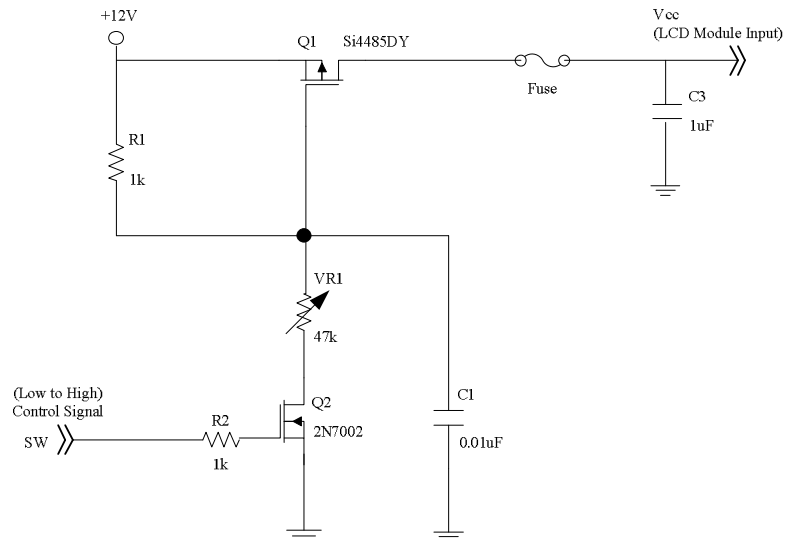 +12V
Q1
Si4485DY
Vcc
(LCD Module Input)
Fuse
C3
1uF
R1
1k
VR1
47k
(Low to High)
Control Signal
SW
R2
1k
Q2
2N7002
C1
0.01uF